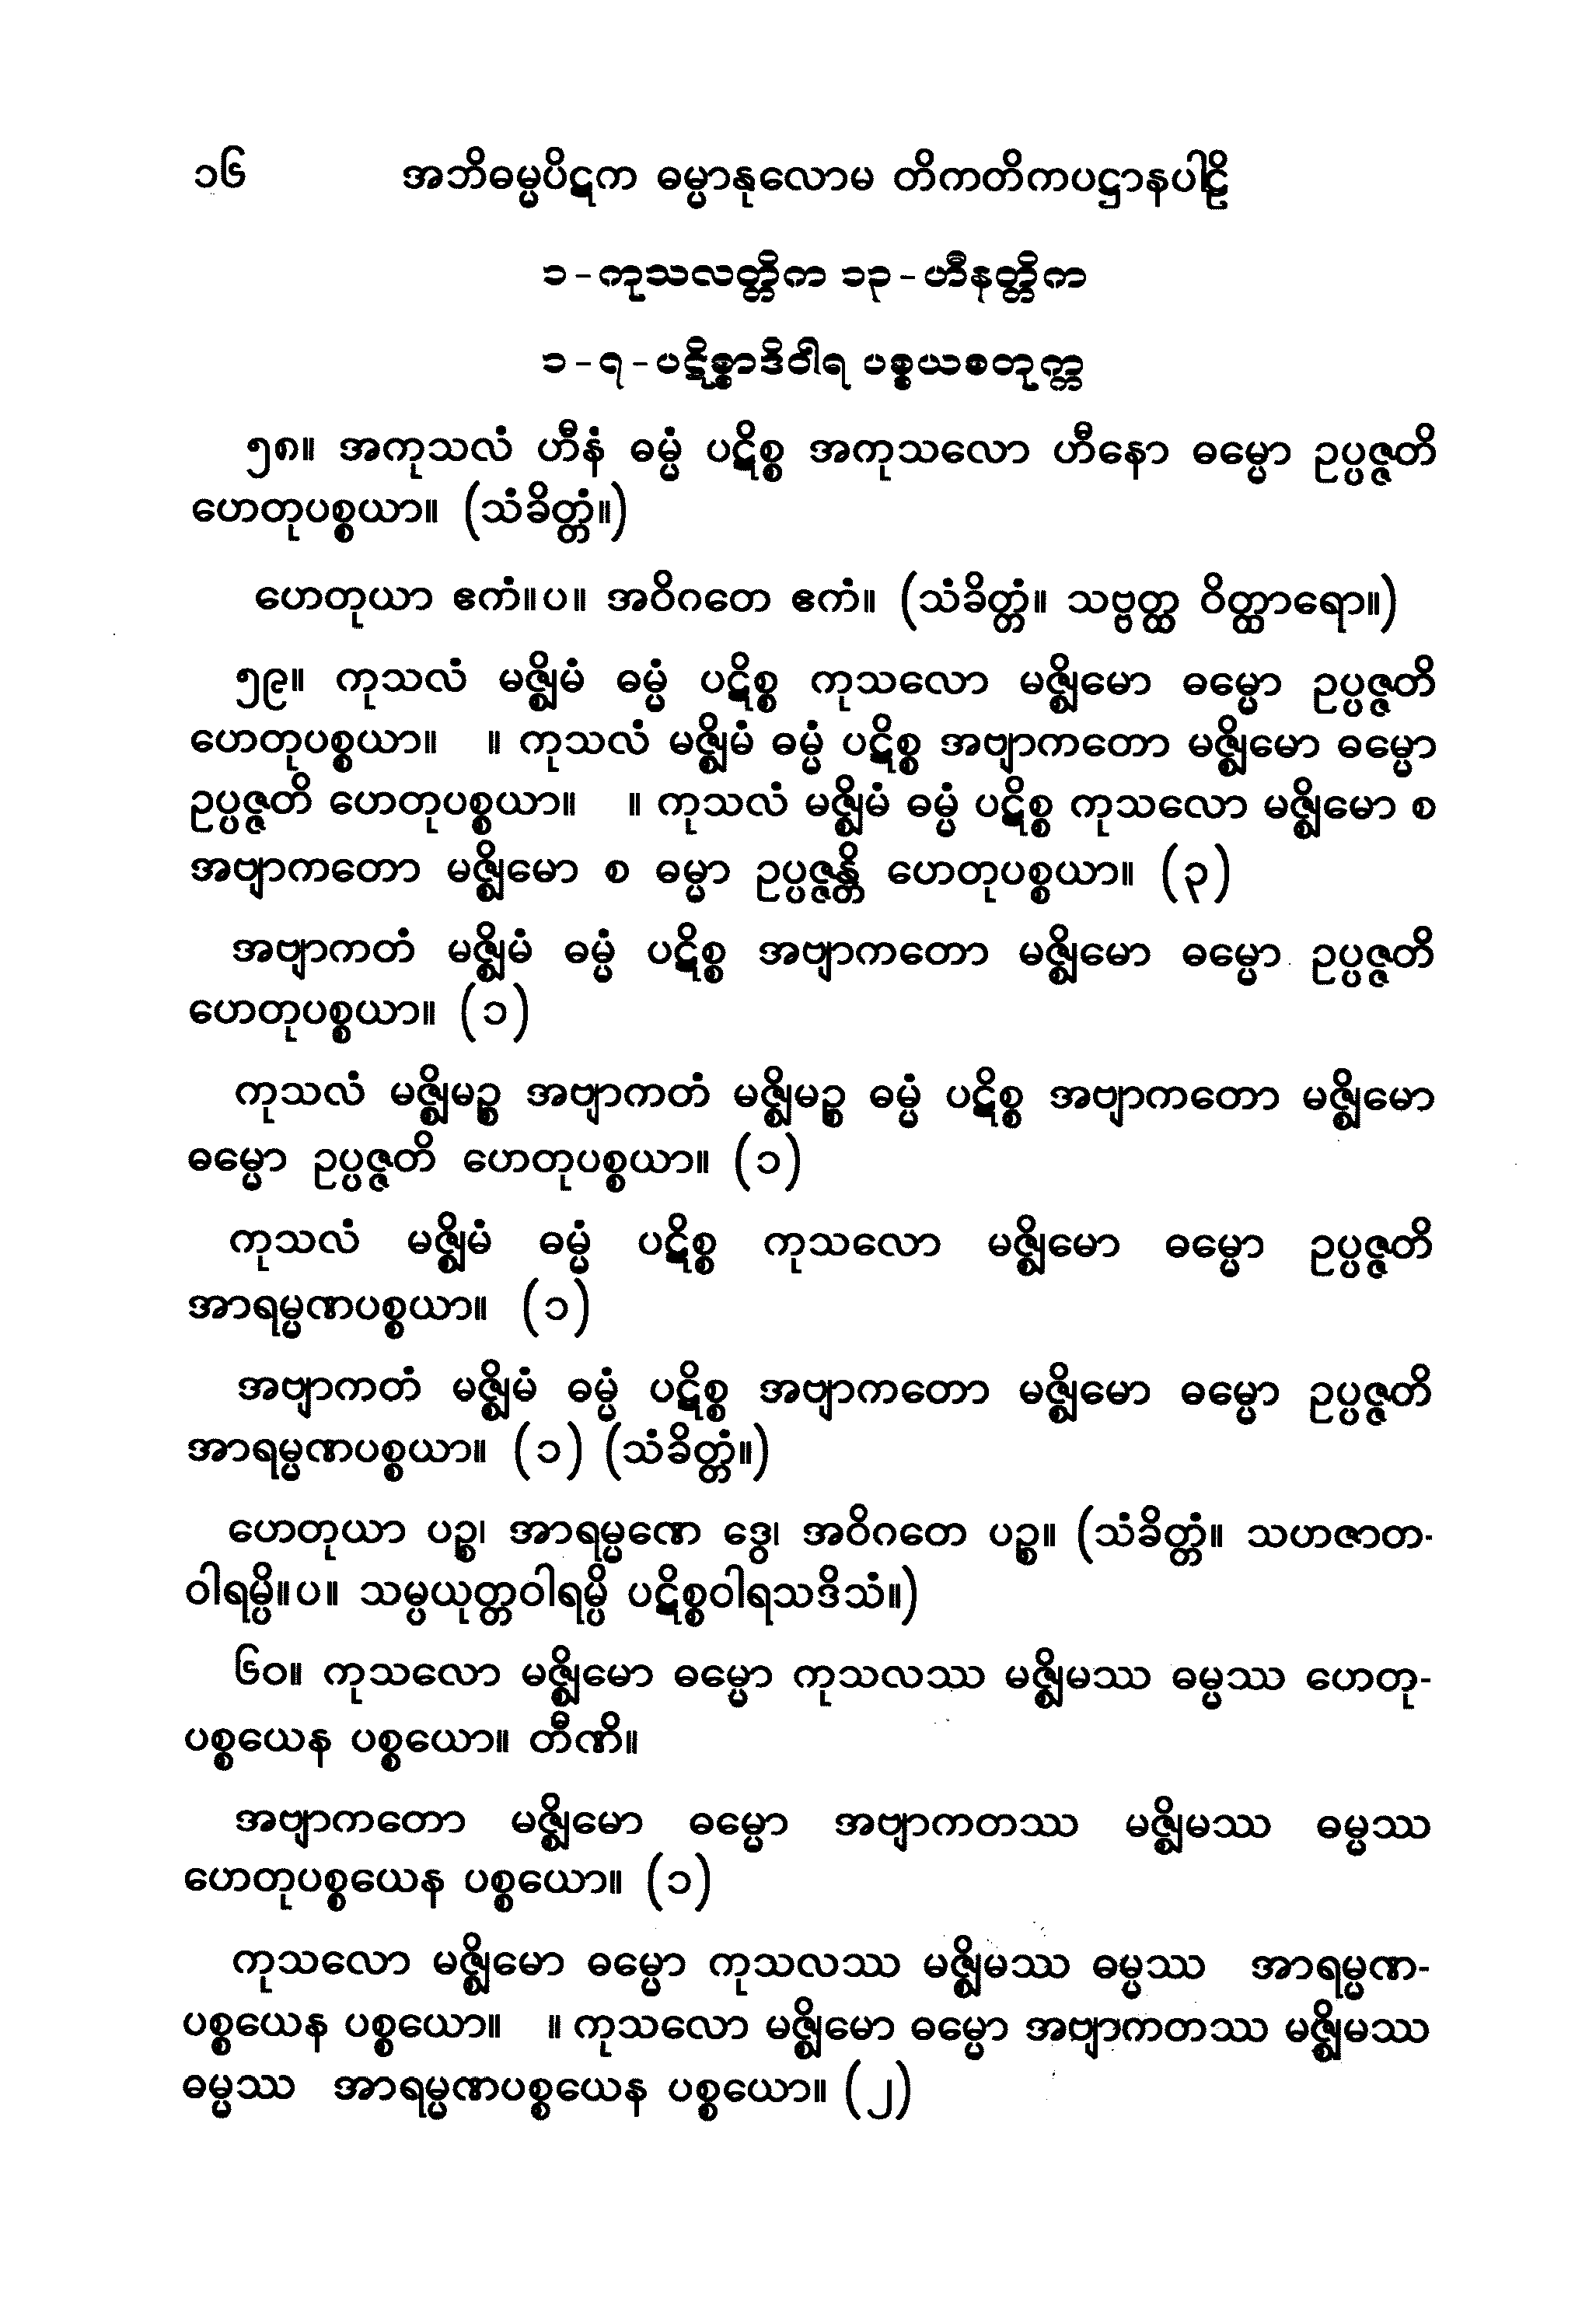 ၁၆ အဘိဓမ္မပိဋက ဓမ္မာနုလောမ တိကတိကပဋ္ဌာနပါဠိ
၁-ကုသလတ္တိက ၁၃-ဟီနတ္တိက
၁-၇-ပဋိစ္စာဒိဝါရ ပစ္စယစတုက္က
၅၈။ အကုသလံ ဟီနံ ဓမ္မံ ပဋိစ္စ အကုသလော ဟီနော ဓမ္မော ဥပ္ပဇ္ဇတိ
ဟေတုပစ္စယာ။ (သံခိတ္တံ။)
ဟေတုယာ ဧကံ။ပ။ အဝိဂတေ ဧကံ။ (သံခိတ္တံ။ သဗ္ဗတ္ထ ဝိတ္ထာရော။)
၅၉။ ကုသလံ မဇ္ဈိမံ ဓမ္မံ ပဋိစ္စ ကုသလော မဇ္ဈိမော ဓမ္မော ဥပ္ပဇ္ဇတိ
ဟေတုပစ္စယာ။ ။ ကုသလံ မဇ္ဈိမံ ဓမ္မံ ပဋိစ္စ အဗျာကတော မဇ္ဈိမော ဓမ္မော
ဥပ္ပဇ္ဇတိ ဟေတုပစ္စယာ။ ။ ကုသလံ မဇ္ဈိမံ ဓမ္မံ ပဋိစ္စ ကုသလော မဇ္ဈိမော စ
အဗျာကတော မဇ္ဈိမော စ ဓမ္မာ ဥပ္ပဇ္ဇန္တိ ဟေတုပစ္စယာ။ (၃)
အဗျာကတံ မဇ္ဈိမံ ဓမ္မံ ပဋိစ္စ အဗျာကတော မဇ္ဈိမော ဓမ္မော ဥပ္ပဇ္ဇတိ
ဟေတုပစ္စယာ။ (၁)
ကုသလံ မဇ္ဈိမဉ္စ အဗျာကတံ မဇ္ဈိမဉ္စ ဓမ္မံ ပဋိစ္စ အဗျာကတော မဇ္ဈိမော
ဓမ္မော ဥပ္ပဇ္ဇတိ ဟေတုပစ္စယာ။ (၁)
ကုသလံ မဇ္ဈိမံ ဓမ္မံ ပဋိစ္စ ကုသလော မဇ္ဈိမော ဓမ္မော ဥပ္ပဇ္ဇတိ
အာရမ္မဏပစ္စယာ။ (၁)
အဗျာကတံ မဇ္ဈိမံ ဓမ္မံ ပဋိစ္စ အဗျာကတော မဇ္ဈိမော ဓမ္မော ဥပ္ပဇ္ဇတိ
အာရမ္မဏပစ္စယာ။ (၁) (သံခိတ္တံ။)
ဟေတုယာ ပဉ္စ၊ အာရမ္မဏေ ဒွေ၊ အဝိဂတေ ပဉ္စ။ (သံခိတ္တံ။ သဟဇာတ-
ဝါရမ္ပိ။ပ။ သမ္ပယုတ္တဝါရမ္ပိ ပဋိစ္စဝါရသဒိသံ။)
၆၀။ ကုသလော မဇ္ဈိမော ဓမ္မော ကုသလဿ မဇ္ဈိမဿ ဓမ္မဿ ဟေတု-
ပစ္စယေန ပစ္စယော။ တီဏိ။
အဗျာကတော မဇ္ဈိမော ဓမ္မော အဗျာကတဿ မဇ္ဈိမဿ ဓမ္မဿ
ဟေတုပစ္စယေန ပစ္စယော။ (၁)
ကုသလော မဇ္ဈိမော ဓမ္မော ကုသလဿ မဇ္ဈိမဿ ဓမ္မဿ အာရမ္မဏ-
ပစ္စယေန ပစ္စယော။ ။ ကုသလော မဇ္ဈိမော ဓမ္မော အဗျာကတဿ မဇ္ဈိမဿ
ဓမ္မဿ အာရမ္မဏပစ္စယေန ပစ္စယော။ (၂)